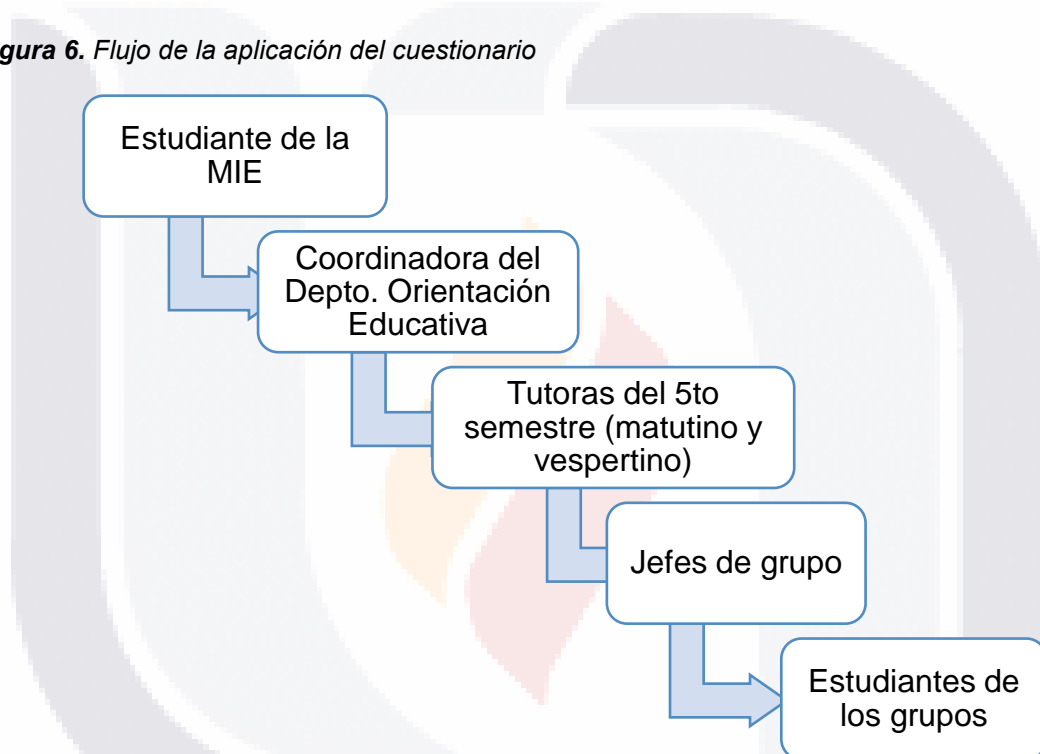 gura 6. Flujo de la aplicación del cuestionario
Estudiante de la
MIE
Coordinadora del
Depto. Orientación
Educativa
Tutoras del 5to
semestre (matutino y
vespertino)
Jefes de grupo
Estudiantes de
los grupos